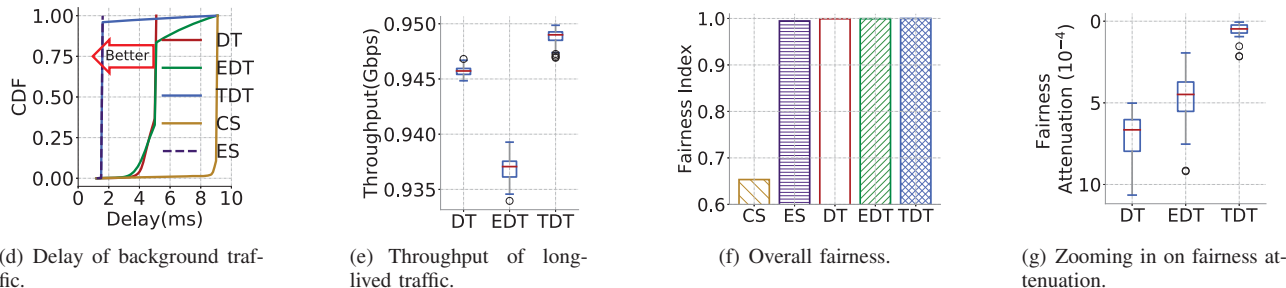 1.00
0.75
0.50
0.25
0.00
CDF
Better
DT
EDT
TDT
CS
ES
0 2 4 6 8 10
Delay(ms)
(d) Delay of background traf-
fic.
0.950
0.945
0.940
0.935
Throughput(Gbps)
DT EDT TDT
(e) Throughput of long-
lived traffic.
1.0
0.9
0.8
0.7
0.6
Fairness Index
CS ES DT EDT TDT
(f) Overall fairness.
0
5
10
Fairness
Attenuation (10⁻⁴)
DT EDT TDT
(g) Zooming in on fairness at-
tenuation.